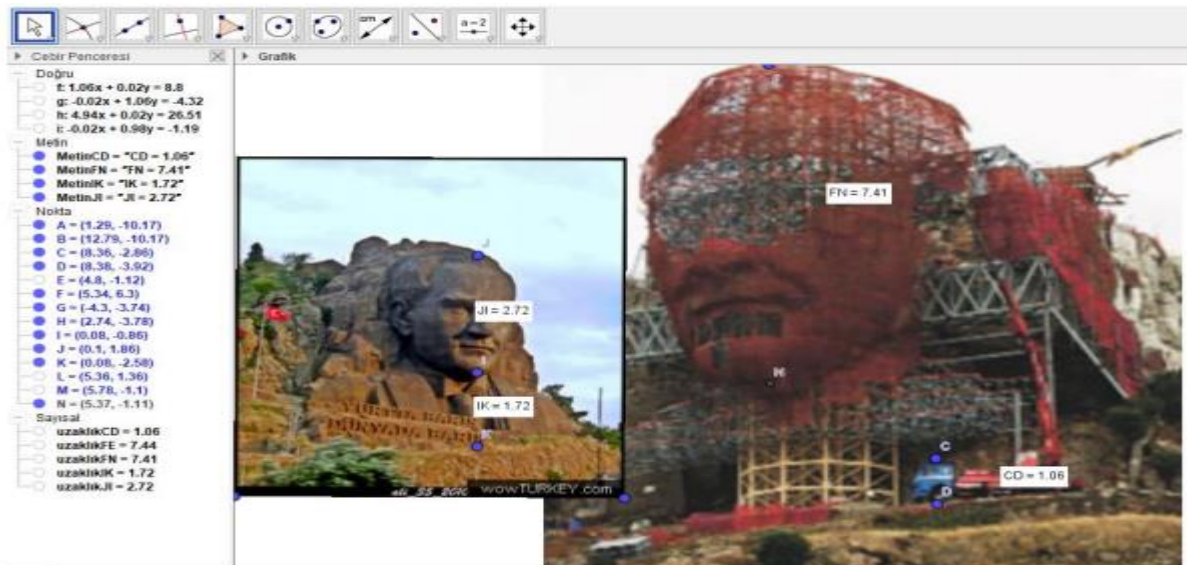 cm
a=2
Cebir Penceresi
Grafik
Doğru
f: 1.06x + 0.02y = 8.8
g: -0.02x + 1.06y = -4.32
h: 4.94x + 0.02y = 26.51
i: -0.02x + 0.98y = -1.19
Metin
MetinCD = "CD = 1.06"
MetinFN = "FN = 7.41"
MetinIK = "IK = 1.72"
MetinJI = "JI = 2.72"
Nokta
A = (1.29, -10.17)
B = (12.79, -10.17)
C = (8.36, -2.86)
D = (8.38, -3.92)
E = (4.8, -1.12)
F = (5.34, 6.3)
G = (-4.3, -3.74)
H = (2.74, -3.78)
I = (0.08, -0.86)
J = (0.1, 1.86)
K = (0.08, -2.58)
L = (5.36, 1.36)
M = (5.78, -1.1)
N = (5.37, -1.11)
Sayısal
uzaklıkCD = 1.06
uzaklıkFE = 7.44
uzaklıkFN = 7.41
uzaklıkIK = 1.72
uzaklıkJI = 2.72
J
JI = 2.72
IK = 1.72
YURTTA BARIŞ
DÜNYADA BARIŞ
wowTURKEY.com
FN = 7.41
N
C
CD = 1.06
D